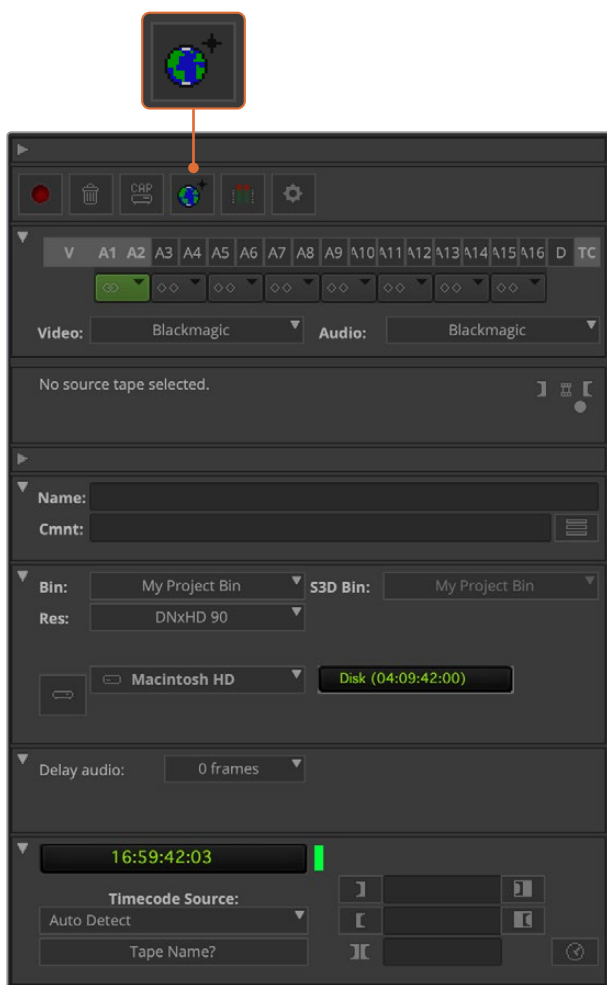 CAP
V A1 A2 A3 A4 A5 A6 A7 A8 A9 A10 A11 A12 A13 A14 A15 A16 D TC
Video: Blackmagic Audio: Blackmagic
No source tape selected.
Name:
Cmnt:
Bin: My Project Bin S3D Bin: My Project Bin
Res: DNxHD 90
Macintosh HD Disk (04:09:42:00)
Delay audio: 0 frames
16:59:42:03
Timecode Source:
Auto Detect
Tape Name?